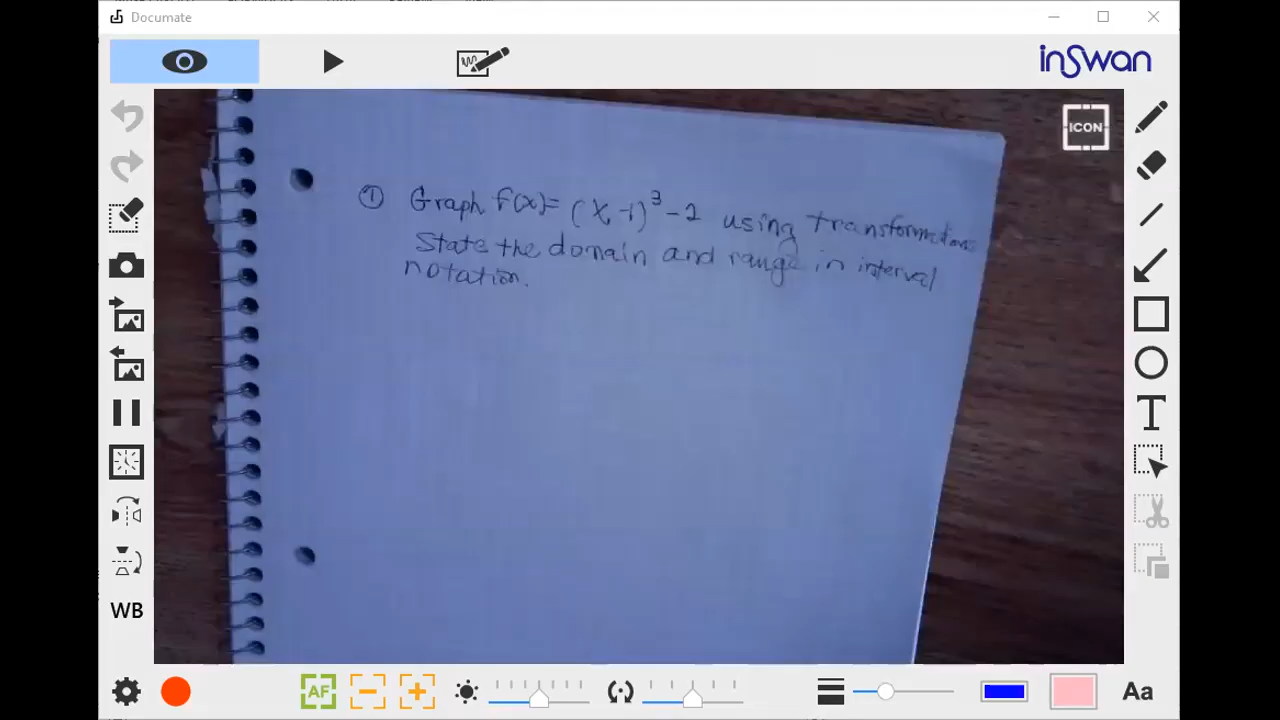 Documate
inSwan
ICON
① Graph f(x)= (x-1)³-2 using transformations
State the domain and range in interval
notation.
WB
AF
T
Aa